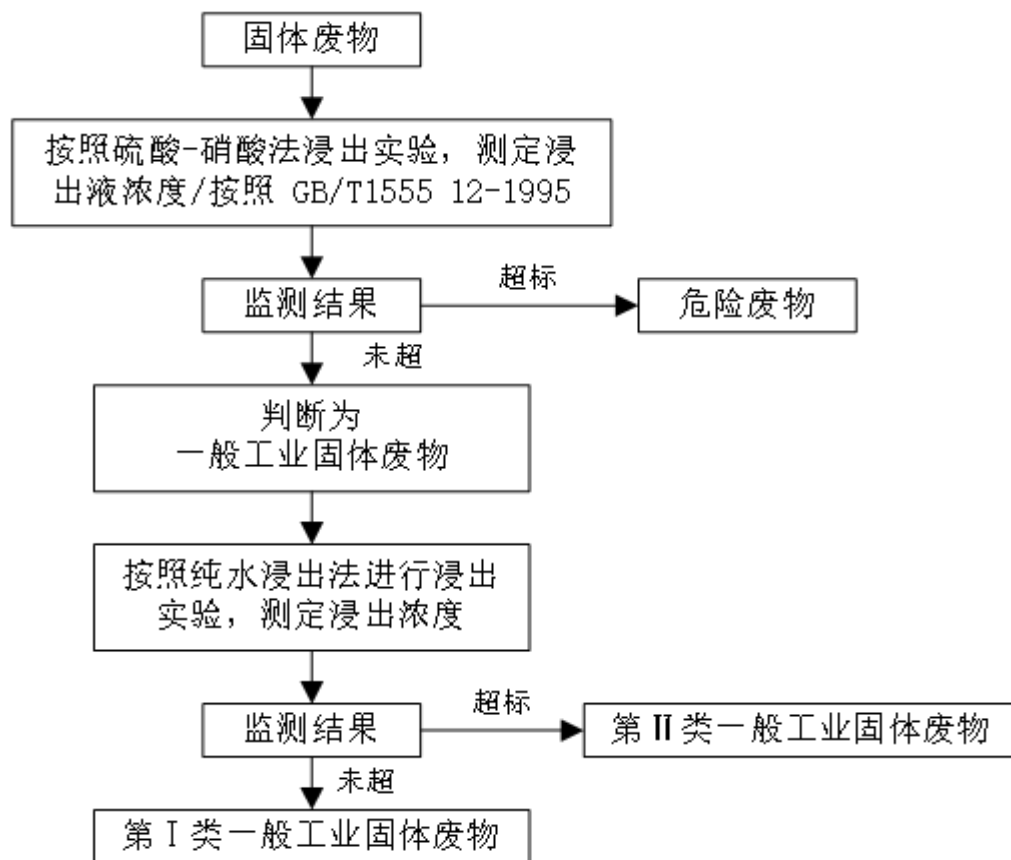 固体废物
按照硫酸-硝酸法浸出实验，测定浸
出液浓度/按照 GB/T1555 12-1995
监测结果
超标
危险废物
未超
判断为
一般工业固体废物
按照纯水浸出法进行浸出
实验，测定浸出浓度
监测结果
超标
第Ⅱ类一般工业固体废物
未超
第Ⅰ类一般工业固体废物